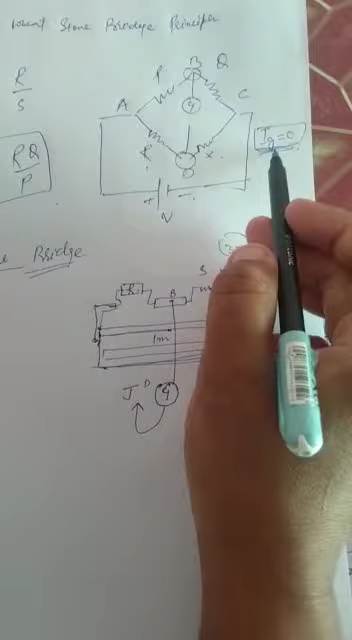 Stone Bridge Principle
B Q
P
R
S
G
A C
Ig=0
R X
D
RQ
P
+ -
V
Bridge
S
R B
1m
J D
G